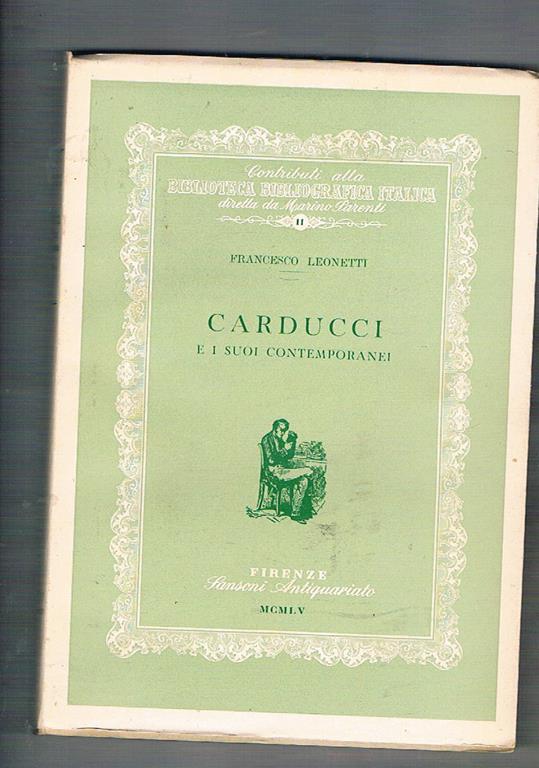 Contributi alla
BIBLIOTECA BIBLIOGRAFICA ITALICA
diretta da Marino Parenti
11
FRANCESCO LEONETTI
CARDUCCI
E I SUOI CONTEMPORANEI
FIRENZE
Sansoni Antiquariato
MCMLV